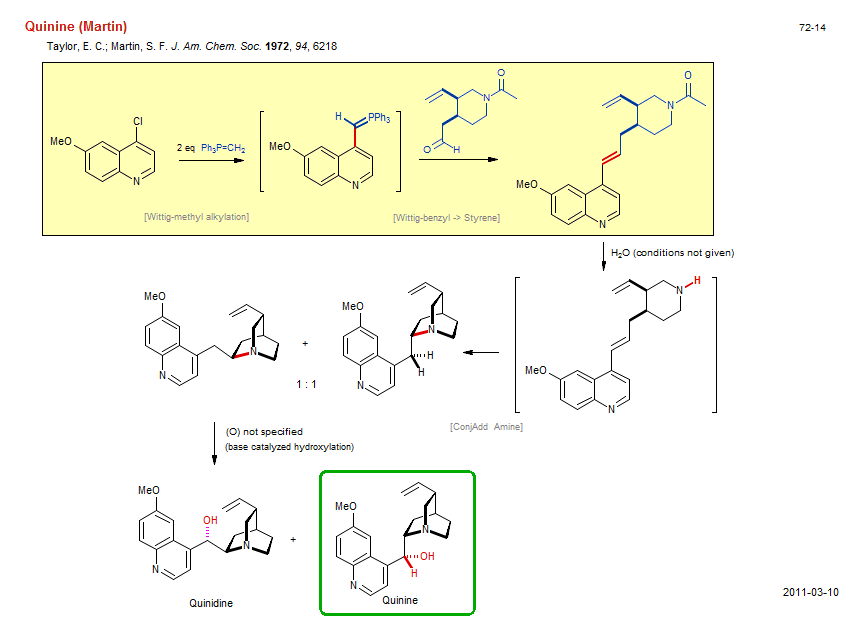 Quinine (Martin)
72-14
Taylor, E. C.; Martin, S. F. J. Am. Chem. Soc. 1972, 94, 6218
Cl
MeO
N
2 eq Ph₃P=CH₂
[Wittig-methyl alkylation]
H
PPh₃
MeO
N
O
N
O
H
[Wittig-benzyl -> Styrene]
O
N
MeO
N
H₂O (conditions not given)
MeO
N
N
+
1 : 1
MeO
N
H
H
N
N
H
MeO
N
[ConjAdd Amine]
(O) not specified
(base catalyzed hydroxylation)
MeO
OH
N
N
Quinidine
+
MeO
N
OH
H
N
Quinine
2011-03-10